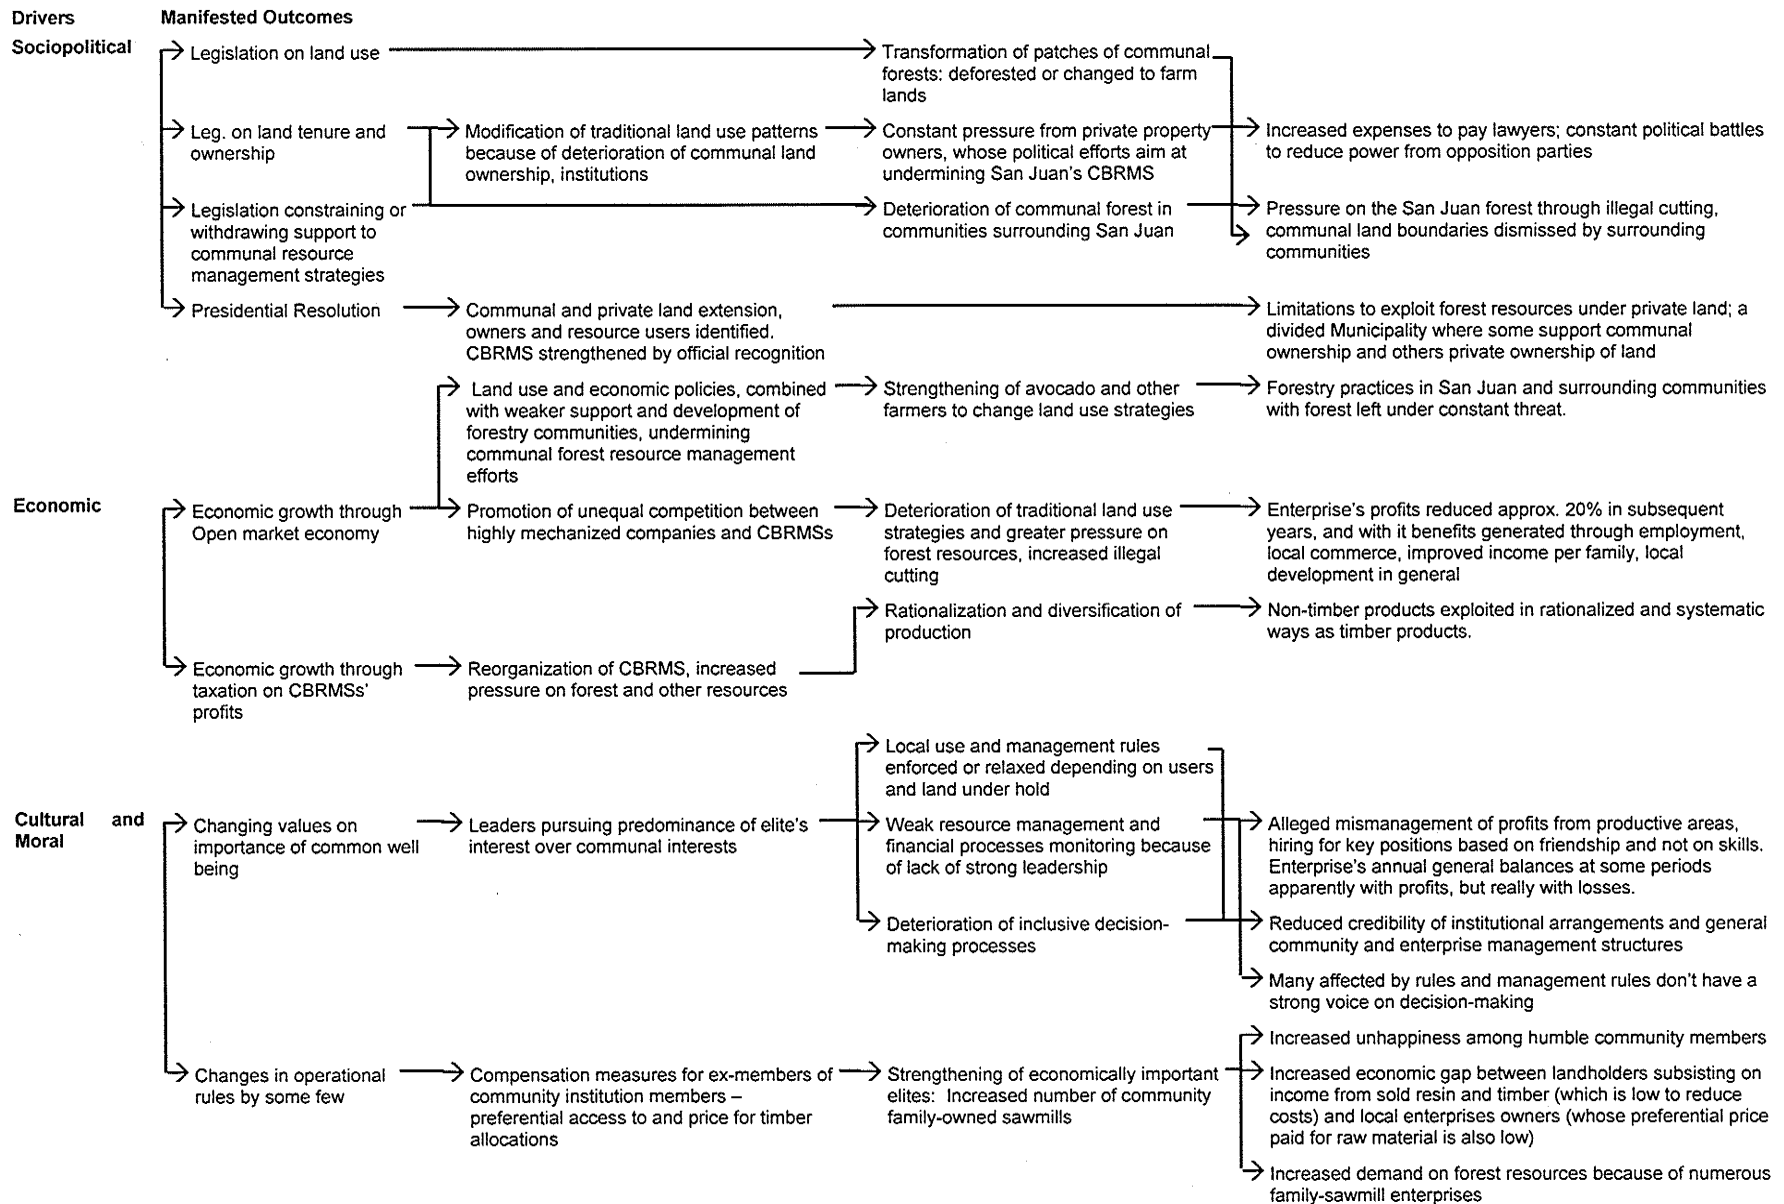 Drivers
Manifested Outcomes
Sociopolitical
Legislation on land use
Transformation of patches of communal
forests: deforested or changed to farm
lands
Leg. on land tenure and
ownership
Modification of traditional land use patterns
because of deterioration of communal land
ownership, institutions
Constant pressure from private property
owners, whose political efforts aim at
undermining San Juan's CBRMS
Increased expenses to pay lawyers; constant political battles
to reduce power from opposition parties
Legislation constraining or
withdrawing support to
communal resource
management strategies
Deterioration of communal forest in
communities surrounding San Juan
Pressure on the San Juan forest through illegal cutting,
communal land boundaries dismissed by surrounding
communities
Presidential Resolution
Communal and private land extension,
owners and resource users identified.
CBRMS strengthened by official recognition
Limitations to exploit forest resources under private land; a
divided Municipality where some support communal
ownership and others private ownership of land
Land use and economic policies, combined
with weaker support and development of
forestry communities, undermining
communal forest resource management
efforts
Strengthening of avocado and other
farmers to change land use strategies
Forestry practices in San Juan and surrounding communities
with forest left under constant threat.
Economic
Economic growth through
Open market economy
Promotion of unequal competition between
highly mechanized companies and CBRMSs
Deterioration of traditional land use
strategies and greater pressure on
forest resources, increased illegal
cutting
Enterprise's profits reduced approx. 20% in subsequent
years, and with it benefits generated through employment,
local commerce, improved income per family, local
development in general
Rationalization and diversification of
production
Non-timber products exploited in rationalized and systematic
ways as timber products.
Economic growth through
taxation on CBRMSs'
profits
Reorganization of CBRMS, increased
pressure on forest and other resources
Local use and management rules
enforced or relaxed depending on users
and land under hold
Cultural and
Moral
Changing values on
importance of common well
being
Leaders pursuing predominance of elite's
interest over communal interests
Weak resource management and
financial processes monitoring because
of lack of strong leadership
Alleged mismanagement of profits from productive areas,
hiring for key positions based on friendship and not on skills.
Enterprise's annual general balances at some periods
apparently with profits, but really with losses.
Deterioration of inclusive decision-
making processes
Reduced credibility of institutional arrangements and general
community and enterprise management structures
Many affected by rules and management rules don't have a
strong voice on decision-making
Increased unhappiness among humble community members
Changes in operational
rules by some few
Compensation measures for ex-members of
community institution members –
preferential access to and price for timber
allocations
Strengthening of economically important
elites: Increased number of community
family-owned sawmills
Increased economic gap between landholders subsisting on
income from sold resin and timber (which is low to reduce
costs) and local enterprises owners (whose preferential price
paid for raw material is also low)
Increased demand on forest resources because of numerous
family-sawmill enterprises